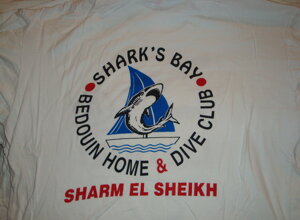 SHARK'S BAY
BEDOUIN HOME & DIVE CLUB
SHARM EL SHEIKH